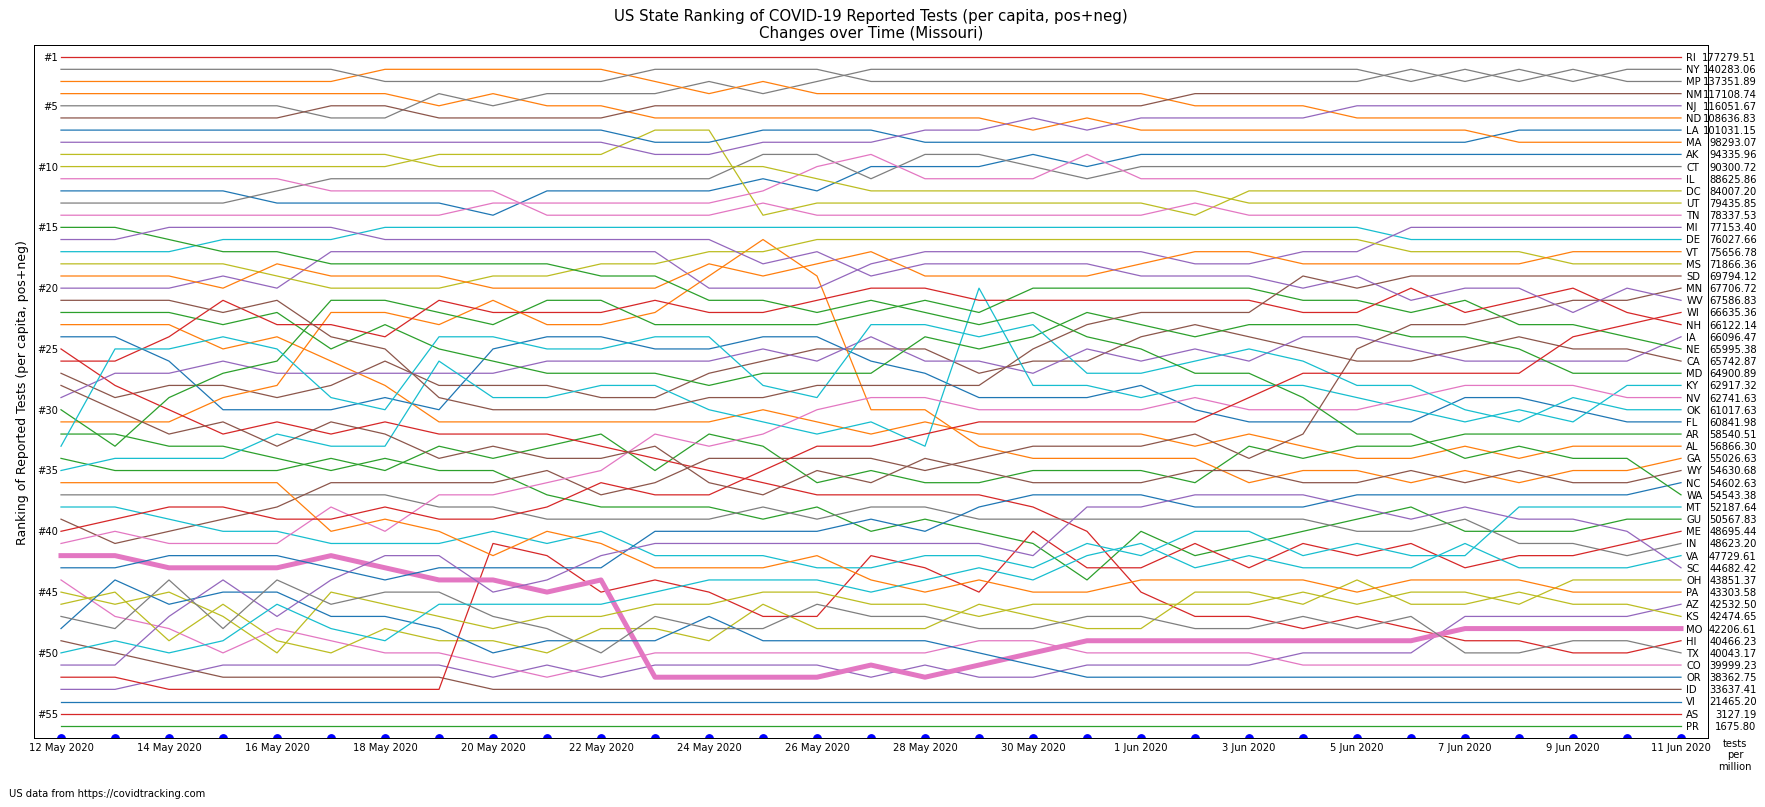 US State Ranking of COVID-19 Reported Tests (per capita, pos+neg)
Changes over Time (Missouri)
Ranking of Reported Tests (per capita, pos+neg)
#1
#5
#10
#15
#20
#25
#30
#35
#40
#45
#50
#55
RI 177279.51
NY 140283.06
MP 137351.89
NM 117108.74
NJ 116051.67
ND 108636.83
LA 101031.15
MA 98293.07
AK 94335.96
CT 90300.72
IL 88625.86
DC 84007.20
UT 79435.85
TN 78337.53
MI 77153.40
DE 76027.66
VT 75656.78
MS 71866.36
SD 69794.12
MN 67706.72
WV 67586.83
WI 66635.36
NH 66122.14
IA 66096.47
NE 65995.38
CA 65742.87
MD 64900.89
KY 62917.32
NV 62741.63
OK 61017.63
FL 60841.98
AR 58540.51
AL 56866.30
GA 55026.63
WY 54630.68
NC 54602.63
WA 54543.38
MT 52187.64
GU 50567.83
ME 48695.44
IN 48623.20
VA 47729.61
SC 44682.42
OH 43851.37
PA 43303.58
AZ 42532.50
KS 42474.65
MO 42206.61
HI 40466.23
TX 40043.17
CO 39999.23
OR 38362.75
ID 33637.41
VI 21465.20
AS 3127.19
PR 1675.80
12 May 2020 14 May 2020 16 May 2020 18 May 2020 20 May 2020 22 May 2020 24 May 2020 26 May 2020 28 May 2020 30 May 2020 1 Jun 2020 3 Jun 2020 5 Jun 2020 7 Jun 2020 9 Jun 2020 11 Jun 2020
tests
per
million
US data from https://covidtracking.com